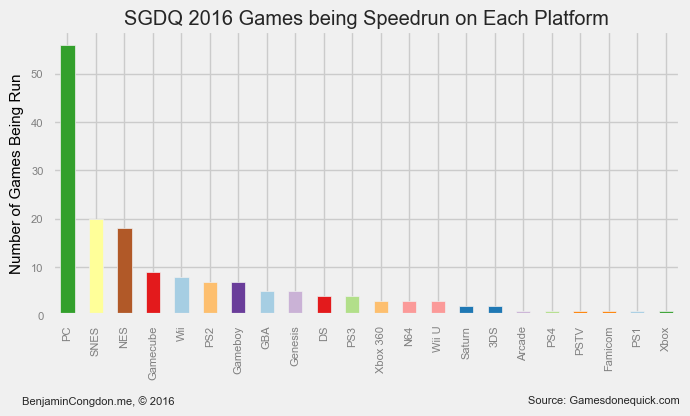 SGDQ 2016 Games being Speedrun on Each Platform
Number of Games Being Run
50
40
30
20
10
0
PC
SNES
NES
Gamecube
Wii
PS2
Gameboy
GBA
Genesis
DS
PS3
Xbox 360
N64
Wii U
Saturn
3DS
Arcade
PS4
PSTV
Famicom
PS1
Xbox
BenjaminCongdon.me, © 2016
Source: Gamesdonequick.com